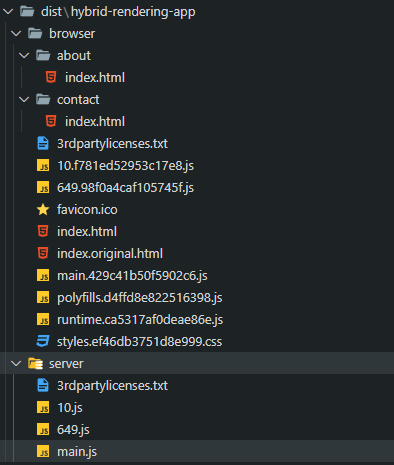 dist\hybrid-rendering-app
browser
about
index.html
contact
index.html
3rdpartylicenses.txt
10.f781ed52953c17e8.js
649.98f0a4caf105745f.js
favicon.ico
index.html
index.original.html
main.429c41b50f5902c6.js
polyfills.d4ffd8e822516398.js
runtime.ca5317af0deae86e.js
styles.ef46db3751d8e999.css
server
3rdpartylicenses.txt
10.js
649.js
main.js